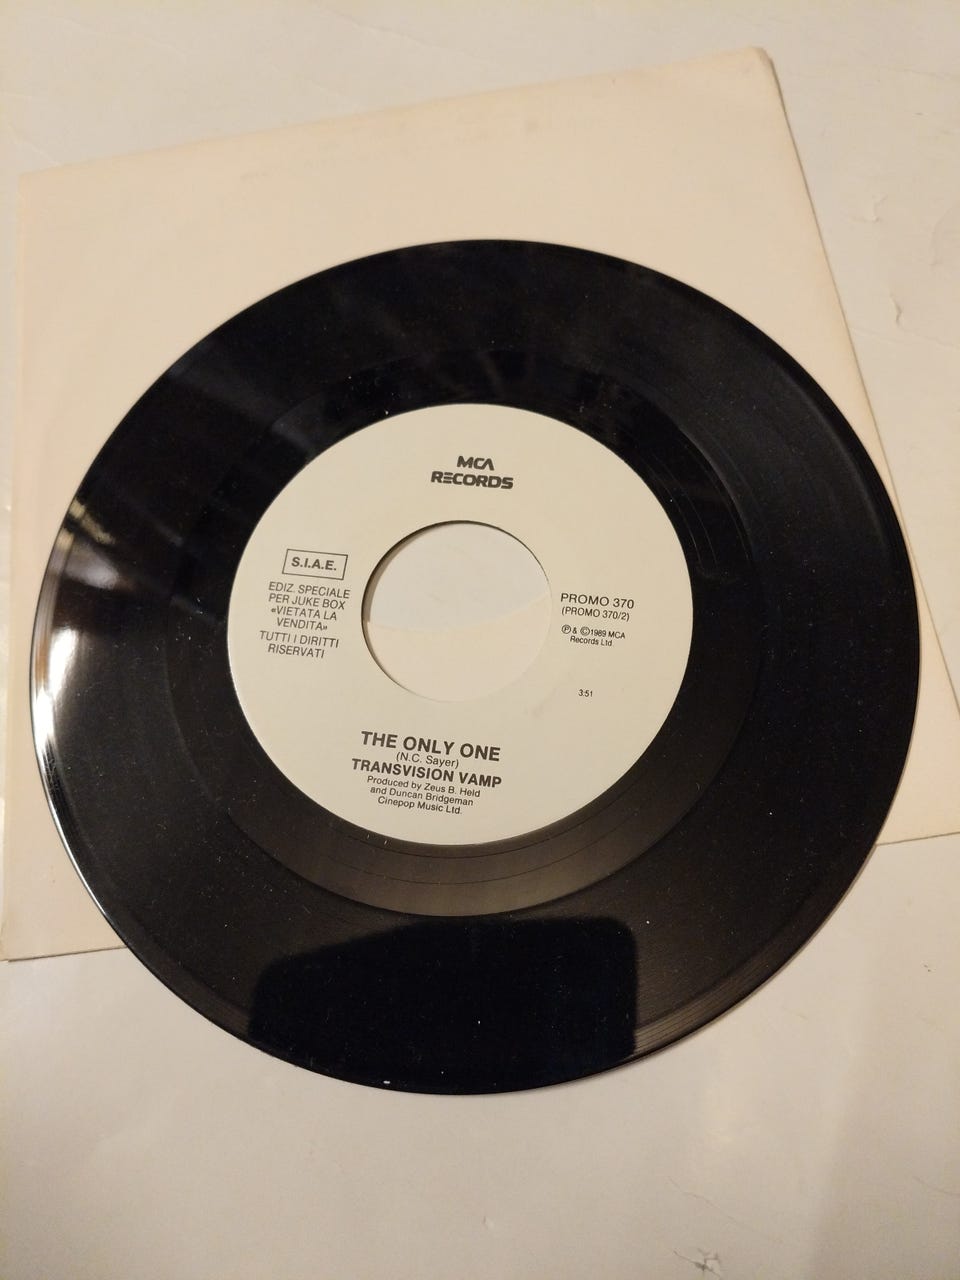 MCA
RECORDS
S.I.A.E.
EDIZ. SPECIALE
PER JUKE BOX
«VIETATA LA
VENDITA»
TUTTI I DIRITTI
RISERVATI
PROMO 370
(PROMO 370/2)
Ⓟ & ©1989 MCA
Records Ltd
3:51
THE ONLY ONE
(N.C. Sayer)
TRANSVISION VAMP
Produced by Zeus B. Held
and Duncan Bridgeman
Cinepop Music Ltd.